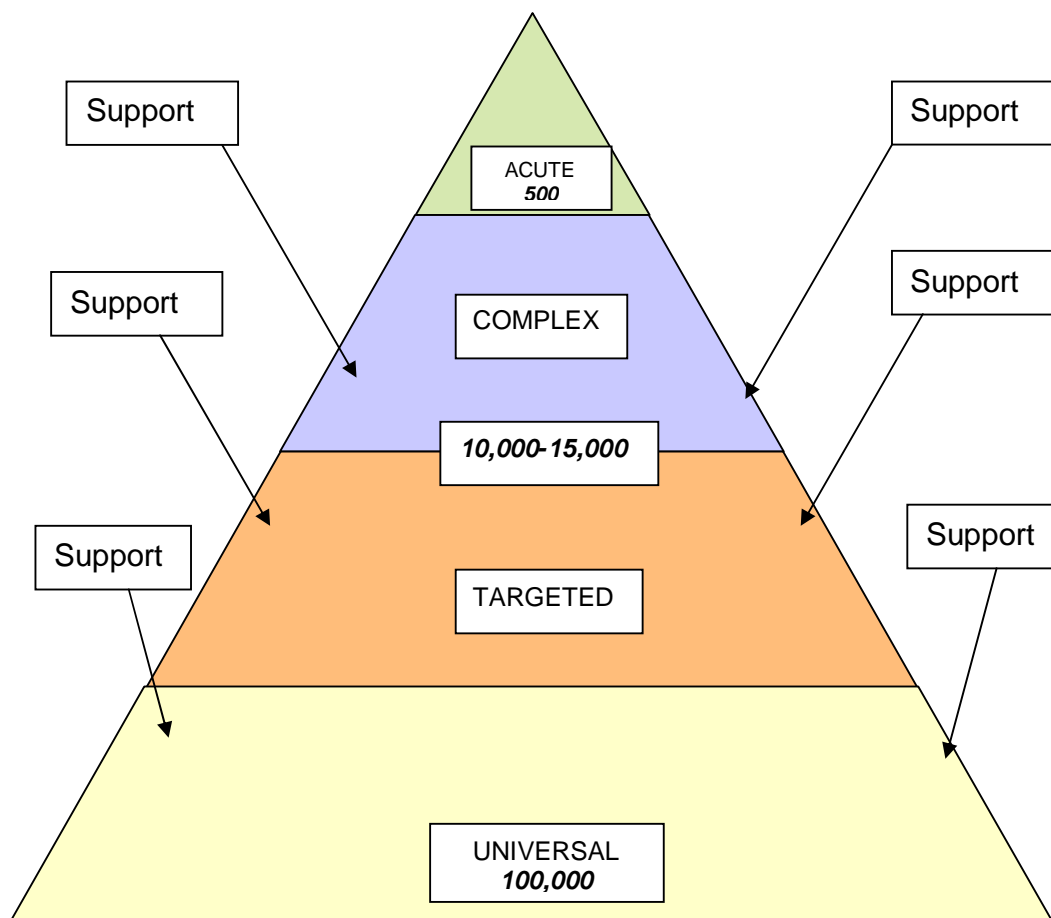 Support
Support
ACUTE
500
Support
Support
COMPLEX
10,000-15,000
Support
Support
TARGETED
UNIVERSAL
100,000